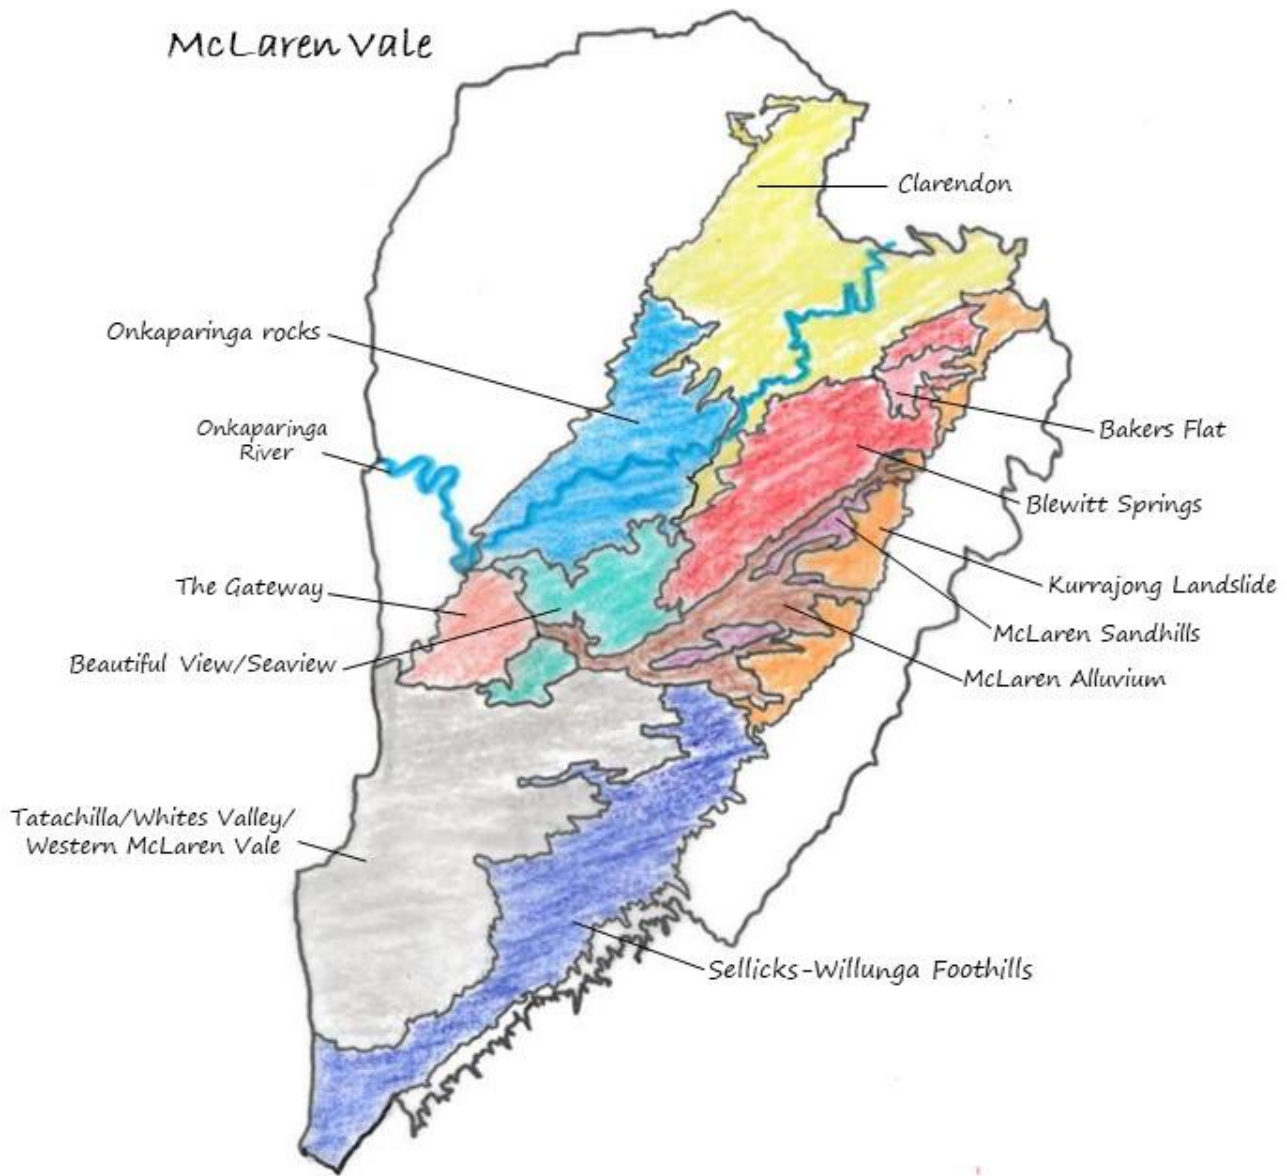 McLaren Vale
Clarendon
Onkaparinga rocks
Onkaparinga
River
Bakers Flat
Blewitt Springs
The Gateway
Kurrajong Landslide
McLaren Sandhills
Beautiful View/Seaview
McLaren Alluvium
Tatachilla/Whites Valley/
Western McLaren Vale
Sellicks-Willunga Foothills